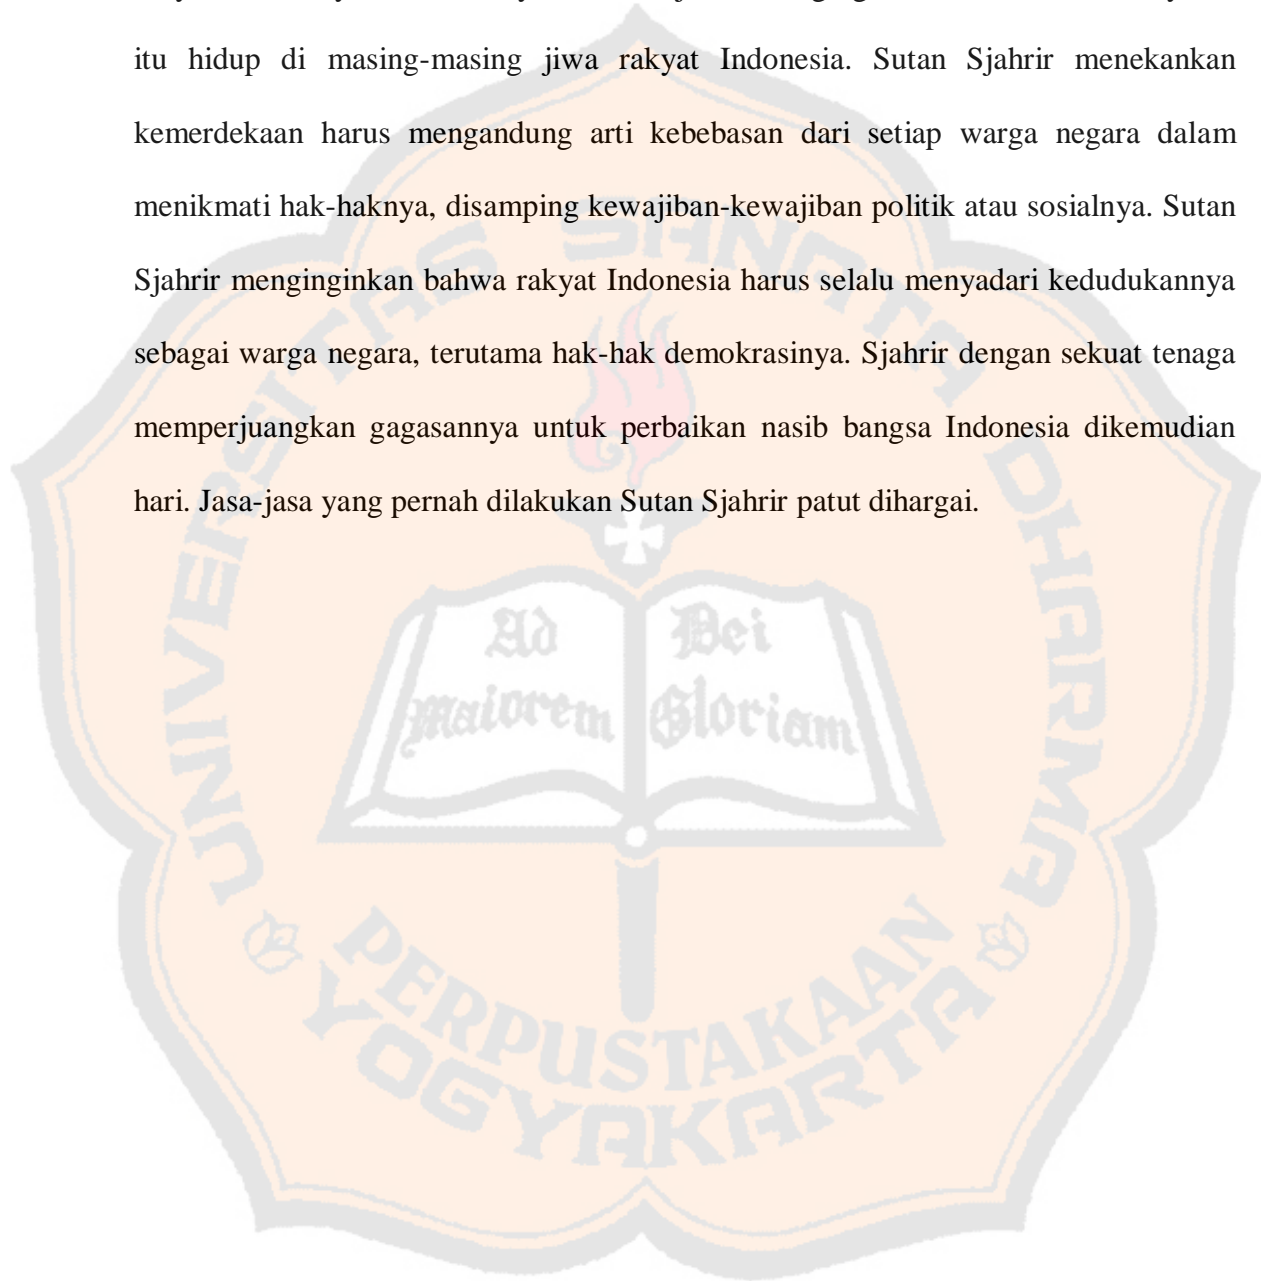 itu hidup di masing-masing jiwa rakyat Indonesia. Sutan Sjahrir menekankan
kemerdekaan harus mengandung arti kebebasan dari setiap warga negara dalam
menikmati hak-haknya, disamping kewajiban-kewajiban politik atau sosialnya. Sutan
Sjahrir menginginkan bahwa rakyat Indonesia harus selalu menyadari kedudukannya
sebagai warga negara, terutama hak-hak demokrasinya. Sjahrir dengan sekuat tenaga
memperjuangkan gagasannya untuk perbaikan nasib bangsa Indonesia dikemudian
hari. Jasa-jasa yang pernah dilakukan Sutan Sjahrir patut dihargai.
UNIVERSITAS SANATA DHARMA
Ad Dei
Maiorem Gloriam
PERPUSTAKAAN
YOGYAKARTA